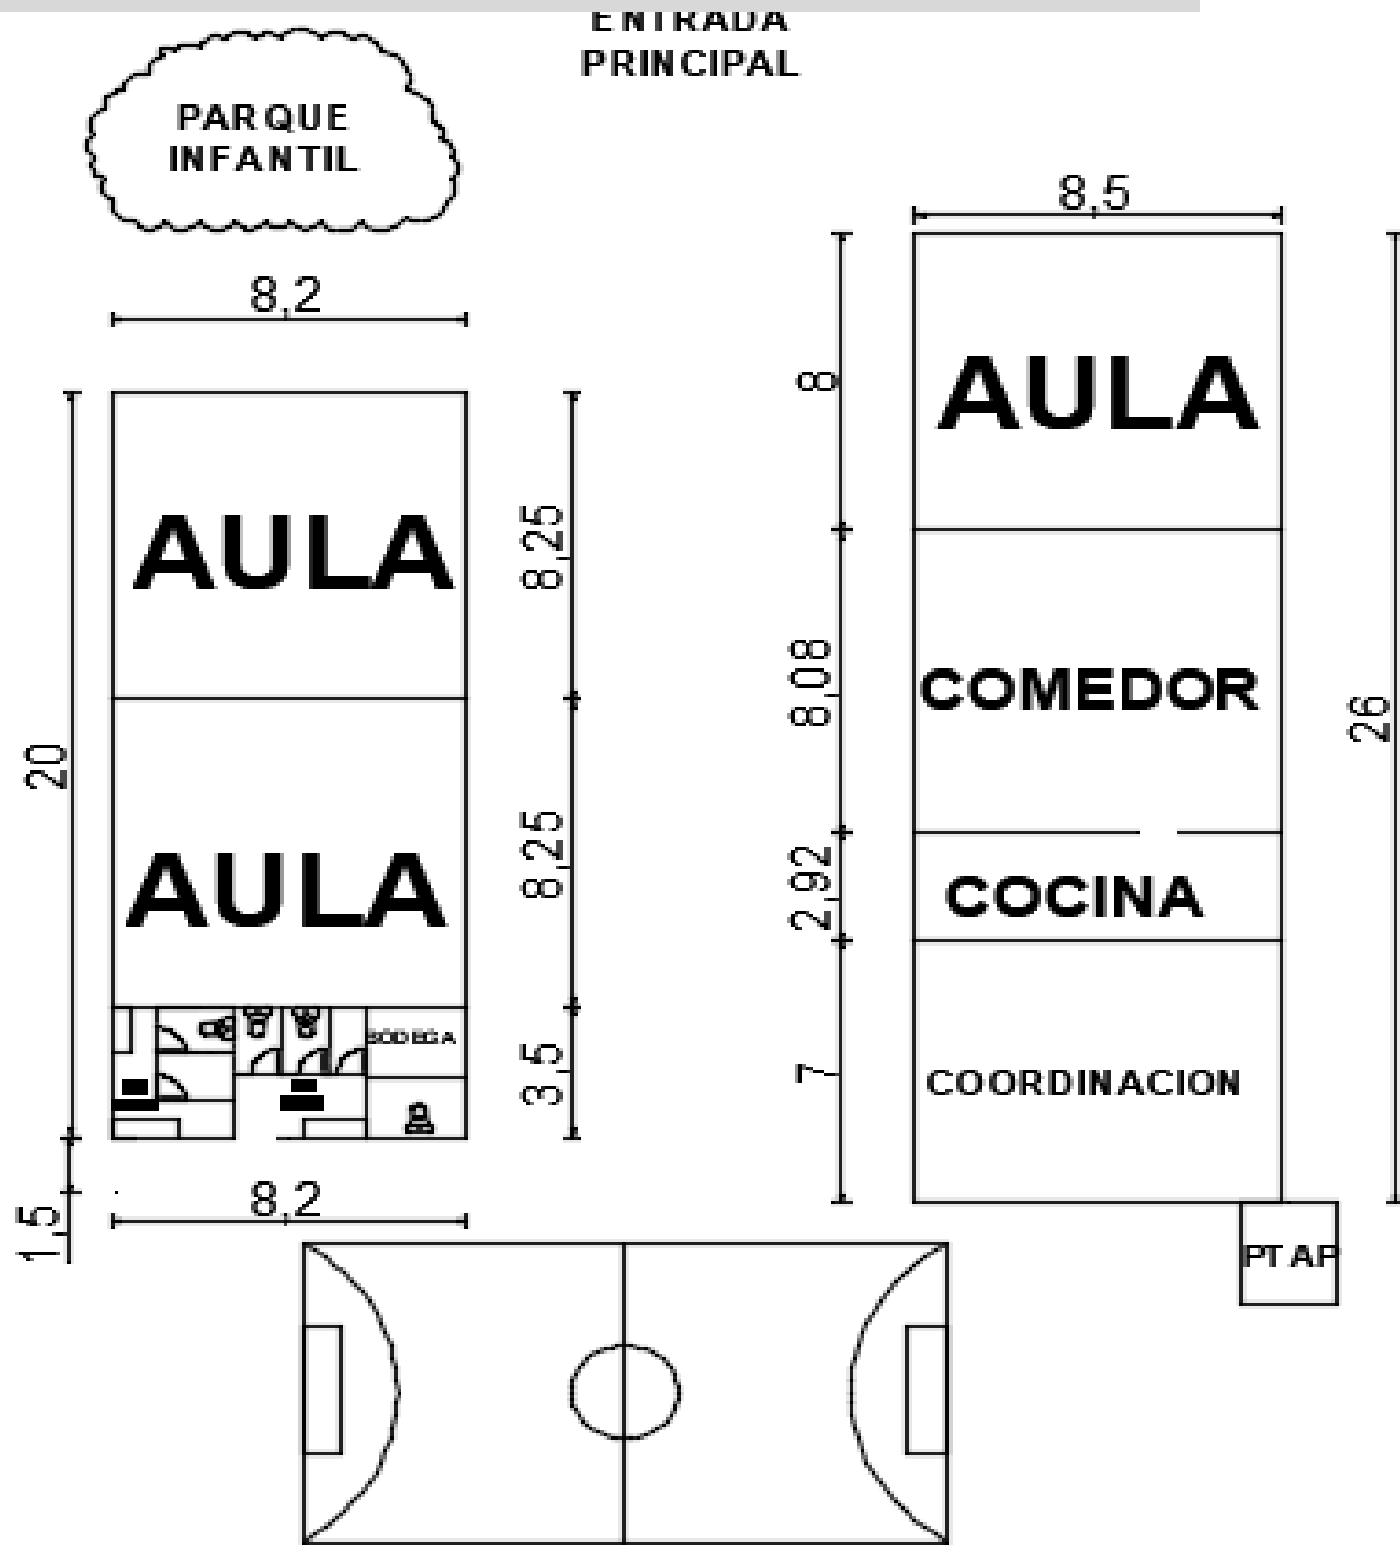 ENTRADA
PRINCIPAL
PARQUE
INFANTIL
8,5
8,2
8
AULA
AULA
8,25
8,08
COMEDOR
26
20
8,25
AULA
2,92
COCINA
BODEGA
3,5
7
COORDINACION
8,2
1,5
PTAP